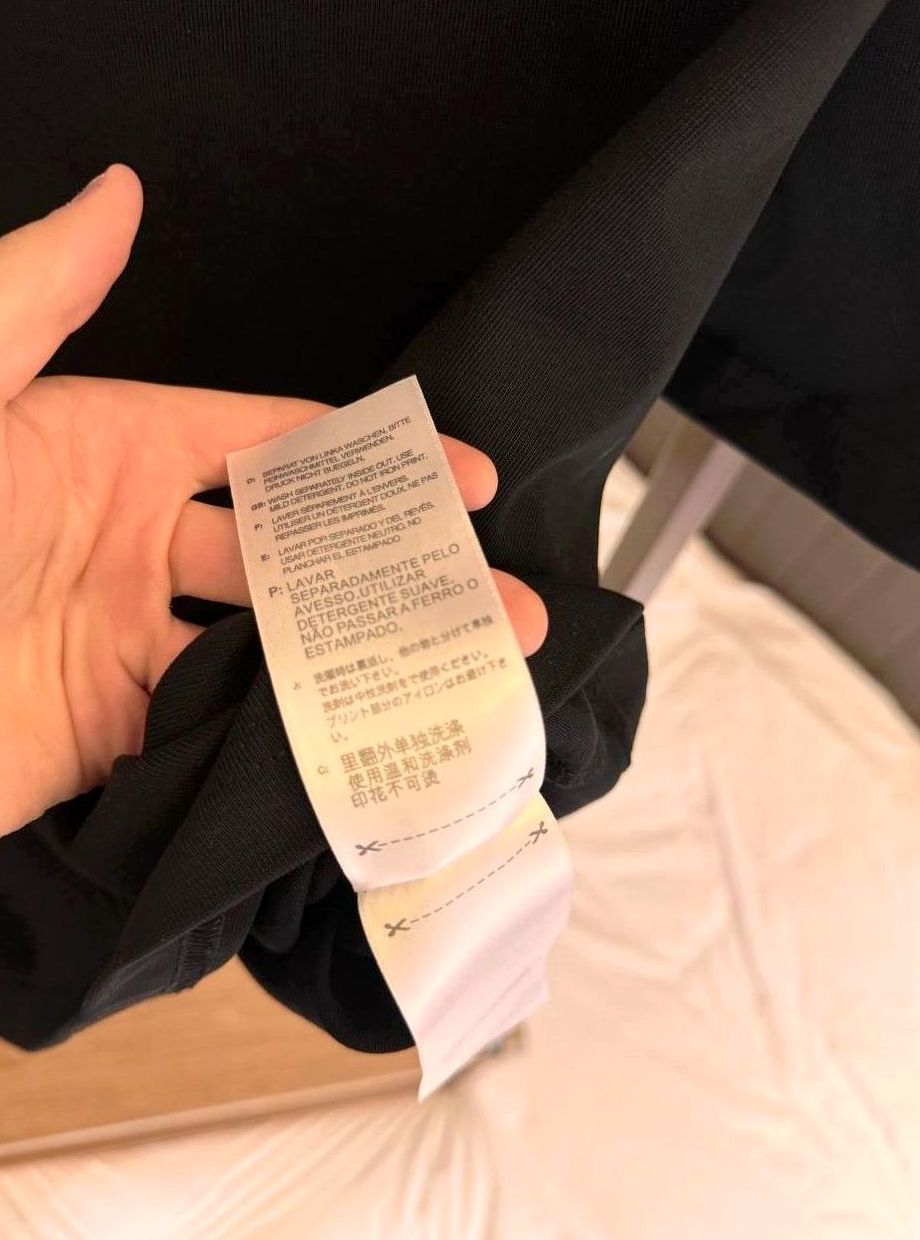 D: SEPARAT VON LINKA WASCHEN, BITTE
FEINWASCHMITTEL VERWENDEN.
DRUCK NICHT BUEGELN.
GB: WASH SEPARATELY INSIDE OUT, USE
MILD DETERGENT, DO NOT IRON PRINT.
F: LAVER SÉPARÉMENT À L'ENVERS,
UTILISER UN DÉTERGENT DOUX, NE PAS
REPASSER LES IMPRIMÉS.
E: LAVAR POR SEPARADO Y DEL REVÉS.
USAR DETERGENTE NEUTRO. NO
PLANCHAR EL ESTAMPADO
P: LAVAR
SEPARADAMENTE PELO
AVESSO.UTILIZAR
DETERGENTE SUAVE.
NÃO PASSAR A FERRO O
ESTAMPADO.
J: 洗濯時は裏返し、他の物と分けて単独
でお洗い下さい。
洗剤は中性洗剤をで使用ください。
プリント部分のアイロンはお避け下さ
い。
C: 里翻外单独洗涤
使用温和洗涤剂
印花不可烫